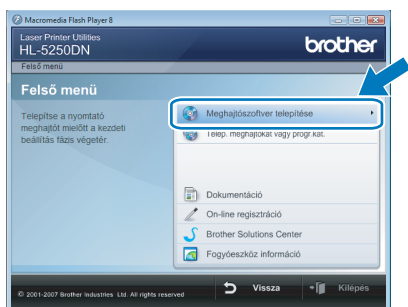 Macromedia Flash Player 8
Laser Printer Utilities
HL-5250DN
brother
Felső menü
Felső menü
Telepítse a nyomtató
meghajtót mielőtt a kezdeti
beállítás fázis végetér.
Meghajtószoftver telepítése
Telep. meghajtókat vagy progr.kat.
Dokumentáció
On-line regisztráció
Brother Solutions Center
Fogyóeszköz információ
© 2001-2007 Brother Industries Ltd. All rights reserved
Vissza
Kilépés